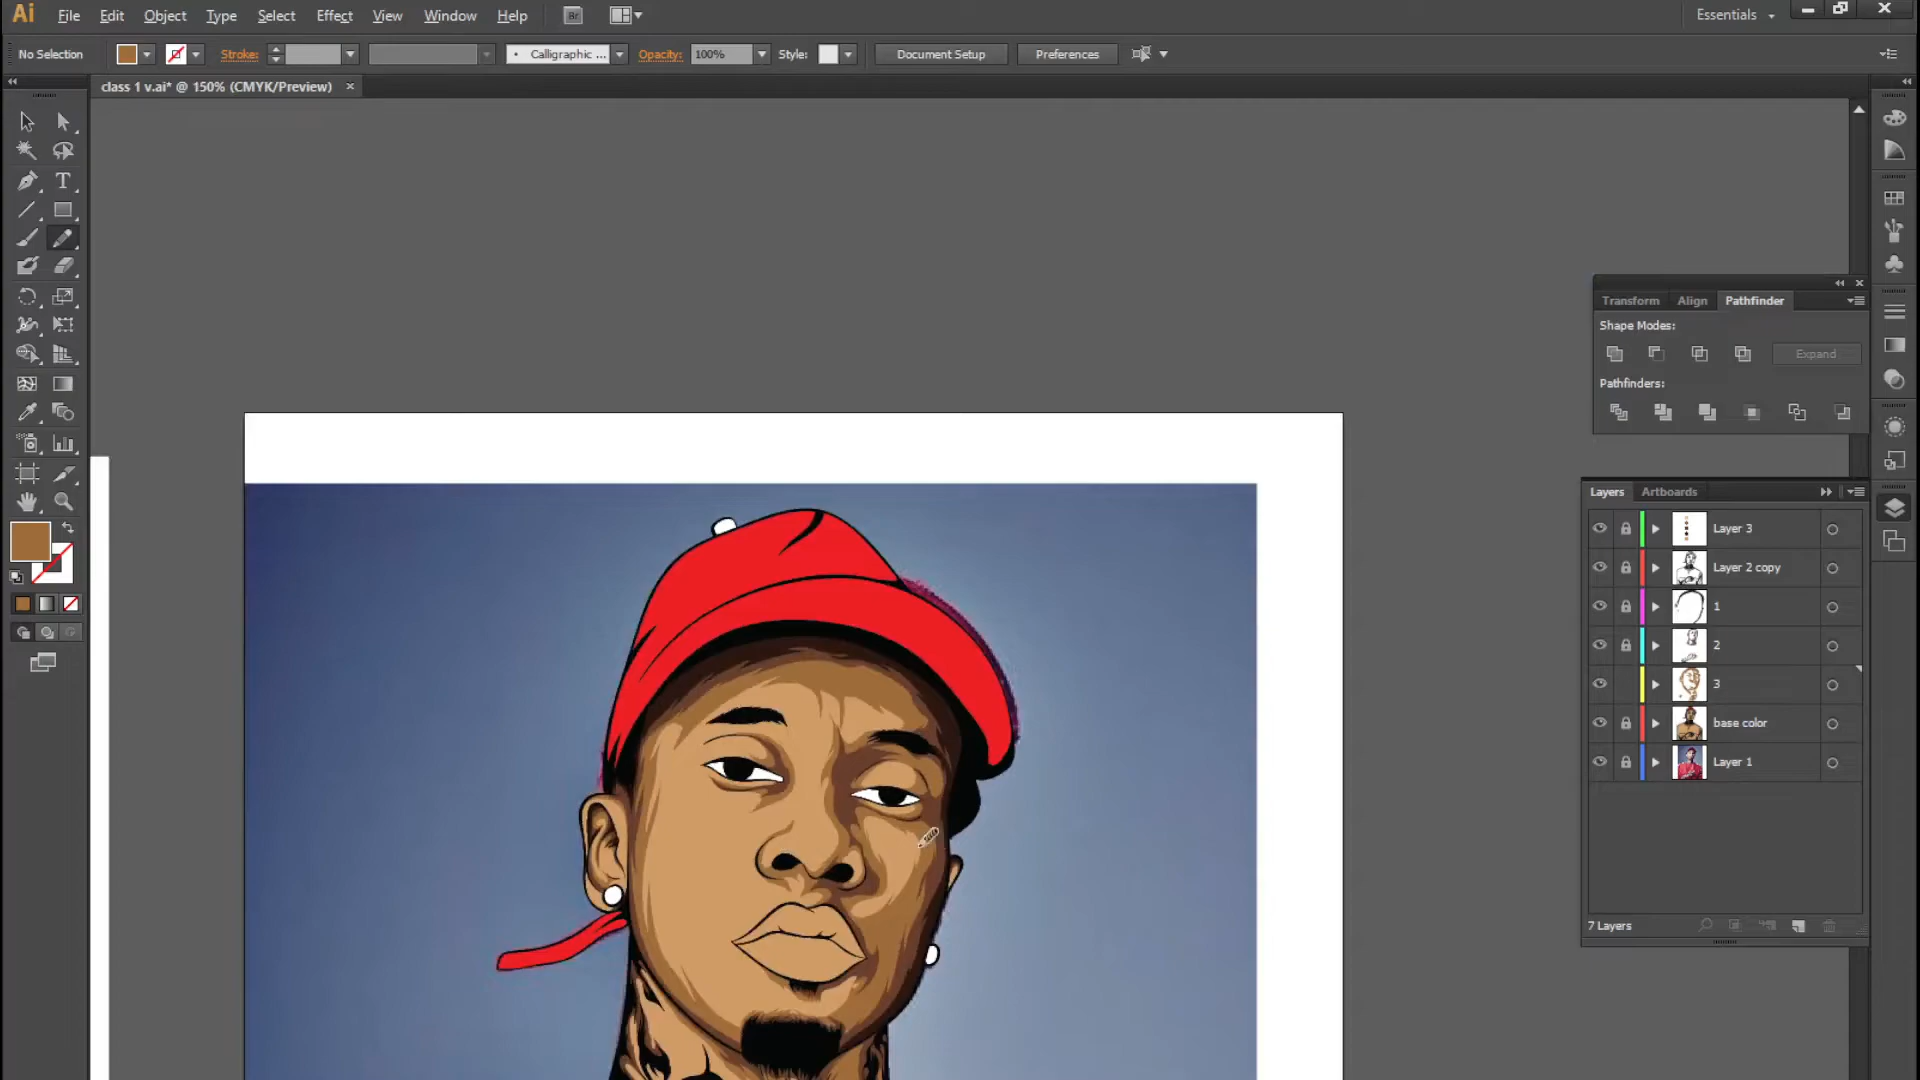 Ai File Edit Object Type Select Effect View Window Help Br Essentials
No Selection Stroke: Calligraphic ... Opacity: 100% Style: Document Setup Preferences
class 1 v.ai* @ 150% (CMYK/Preview)
T
Transform Align Pathfinder
Shape Modes:
Expand
Pathfinders:
Layers Artboards
Layer 3
Layer 2 copy
1
2
3
base color
Layer 1
7 Layers